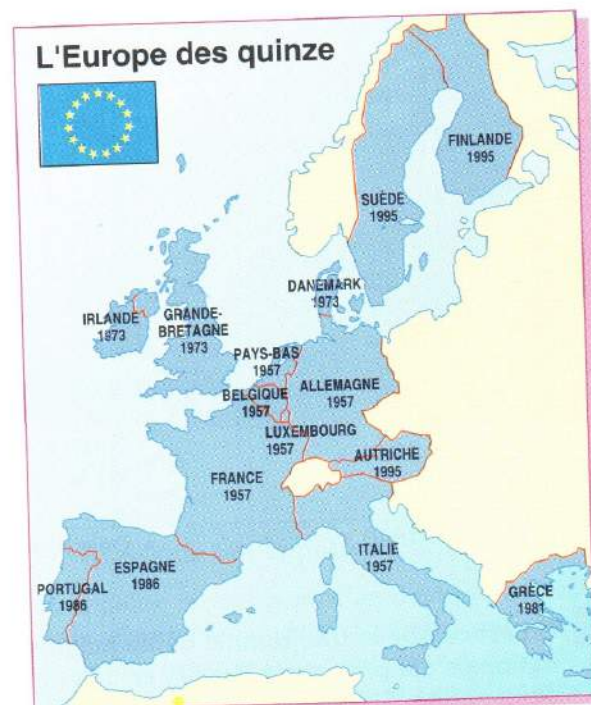 L'Europe des quinze
FINLANDE
1995
SUÈDE
1995
DANEMARK
1973
IRLANDE
1973
GRANDE-
BRETAGNE
1973
PAYS-BAS
1957
ALLEMAGNE
1957
BELGIQUE
1957
LUXEMBOURG
1957
AUTRICHE
1995
FRANCE
1957
ITALIE
1957
ESPAGNE
1986
PORTUGAL
1986
GRÈCE
1981